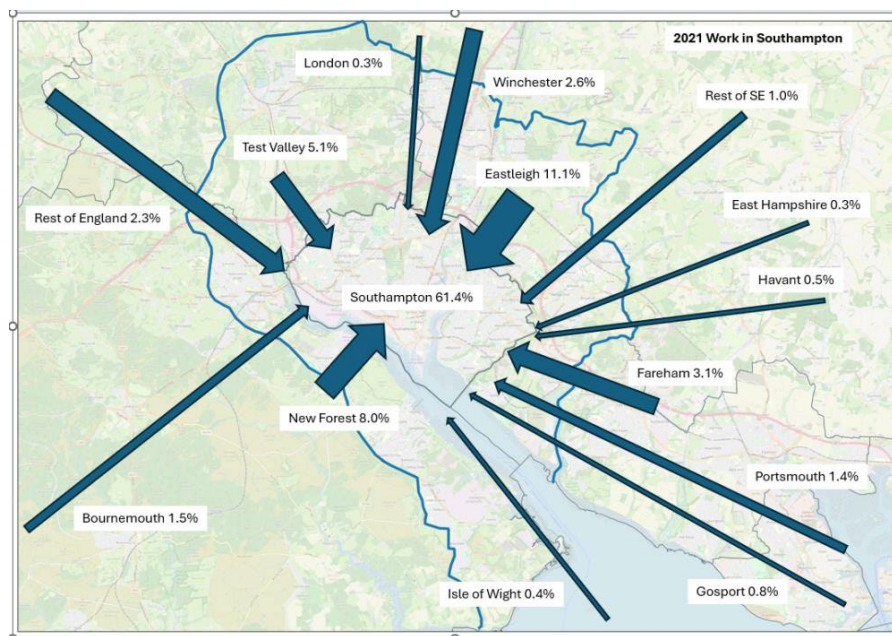 2021 Work in Southampton
London 0.3%
Winchester 2.6%
Rest of SE 1.0%
Test Valley 5.1%
Eastleigh 11.1%
East Hampshire 0.3%
Rest of England 2.3%
Havant 0.5%
Southampton 61.4%
Fareham 3.1%
New Forest 8.0%
Portsmouth 1.4%
Bournemouth 1.5%
Gosport 0.8%
Isle of Wight 0.4%